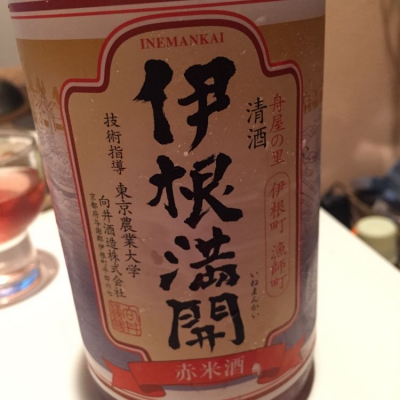 INEMANKAI
舟屋の里
伊根町
漁師町
清酒
伊根満開
いねまんかい
技術指導 東京農業大学
向井酒造株式会社
赤米酒